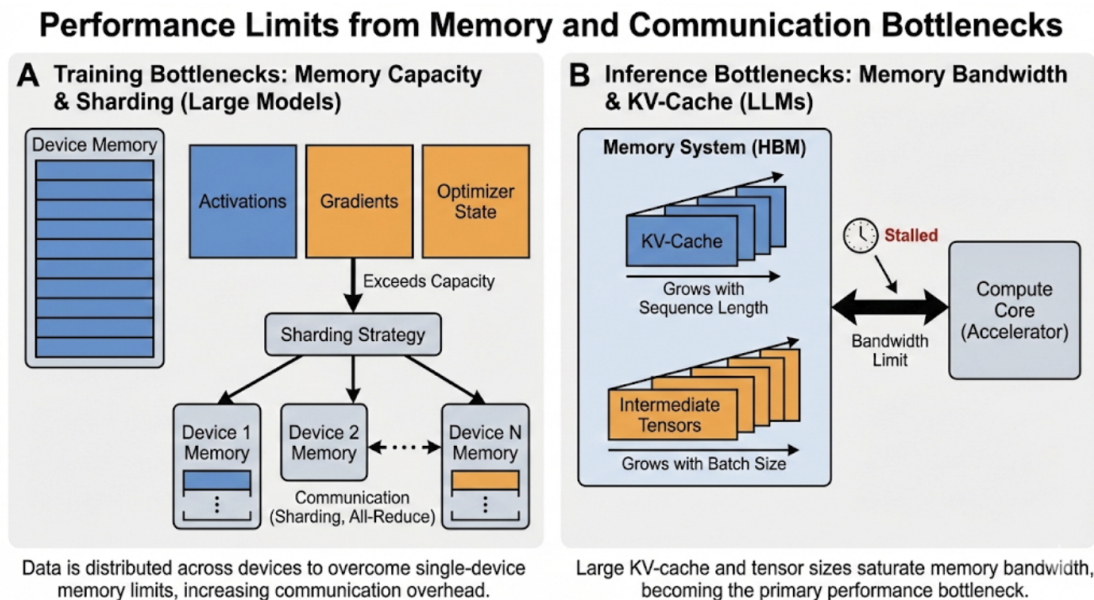 Performance Limits from Memory and Communication Bottlenecks
A Training Bottlenecks: Memory Capacity
& Sharding (Large Models)
Device Memory
Activations
Gradients
Optimizer
State
Exceeds Capacity
Sharding Strategy
Device 1
Memory
Device 2
Memory
Device N
Memory
Communication
(Sharding, All-Reduce)
Data is distributed across devices to overcome single-device
memory limits, increasing communication overhead.
B Inference Bottlenecks: Memory Bandwidth
& KV-Cache (LLMs)
Memory System (HBM)
KV-Cache
Grows with
Sequence Length
Intermediate
Tensors
Grows with Batch Size
Stalled
Bandwidth
Limit
Compute
Core
(Accelerator)
Large KV-cache and tensor sizes saturate memory bandwidth,
becoming the primary performance bottleneck.